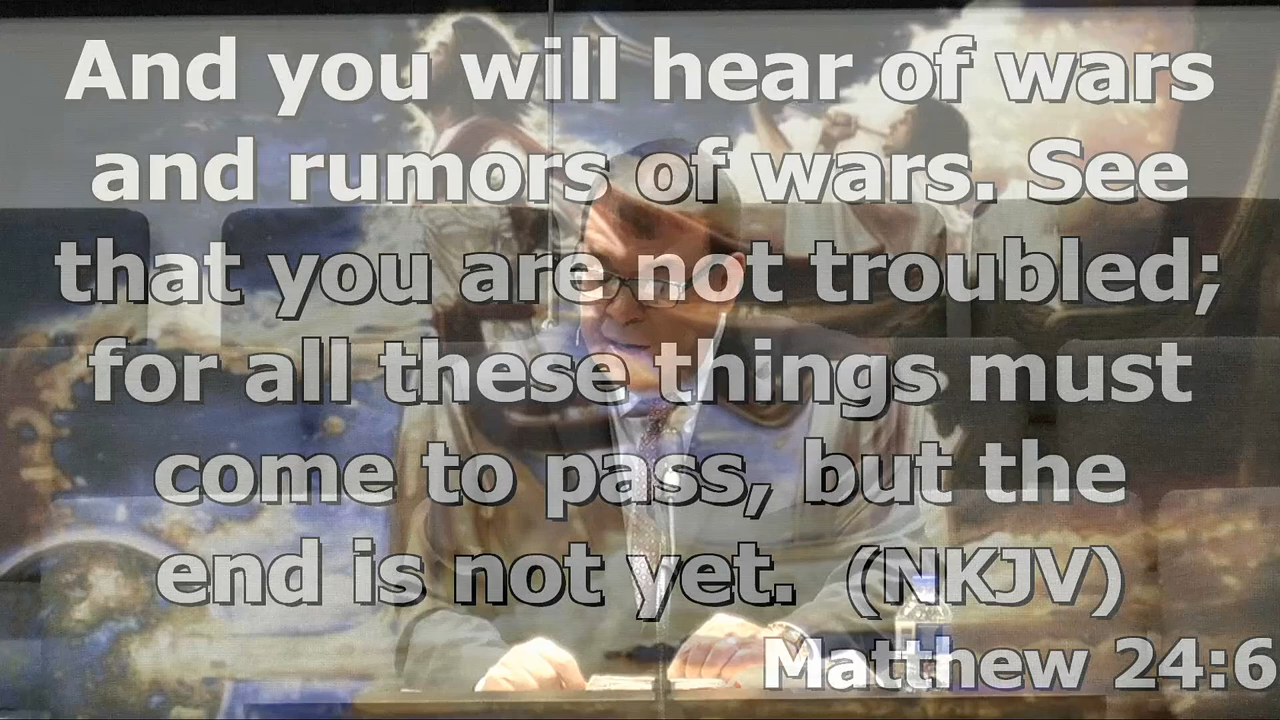 And you will hear of wars
and rumors of wars. See
that you are not troubled;
for all these things must
come to pass, but the
end is not yet. (NKJV)
Matthew 24:6